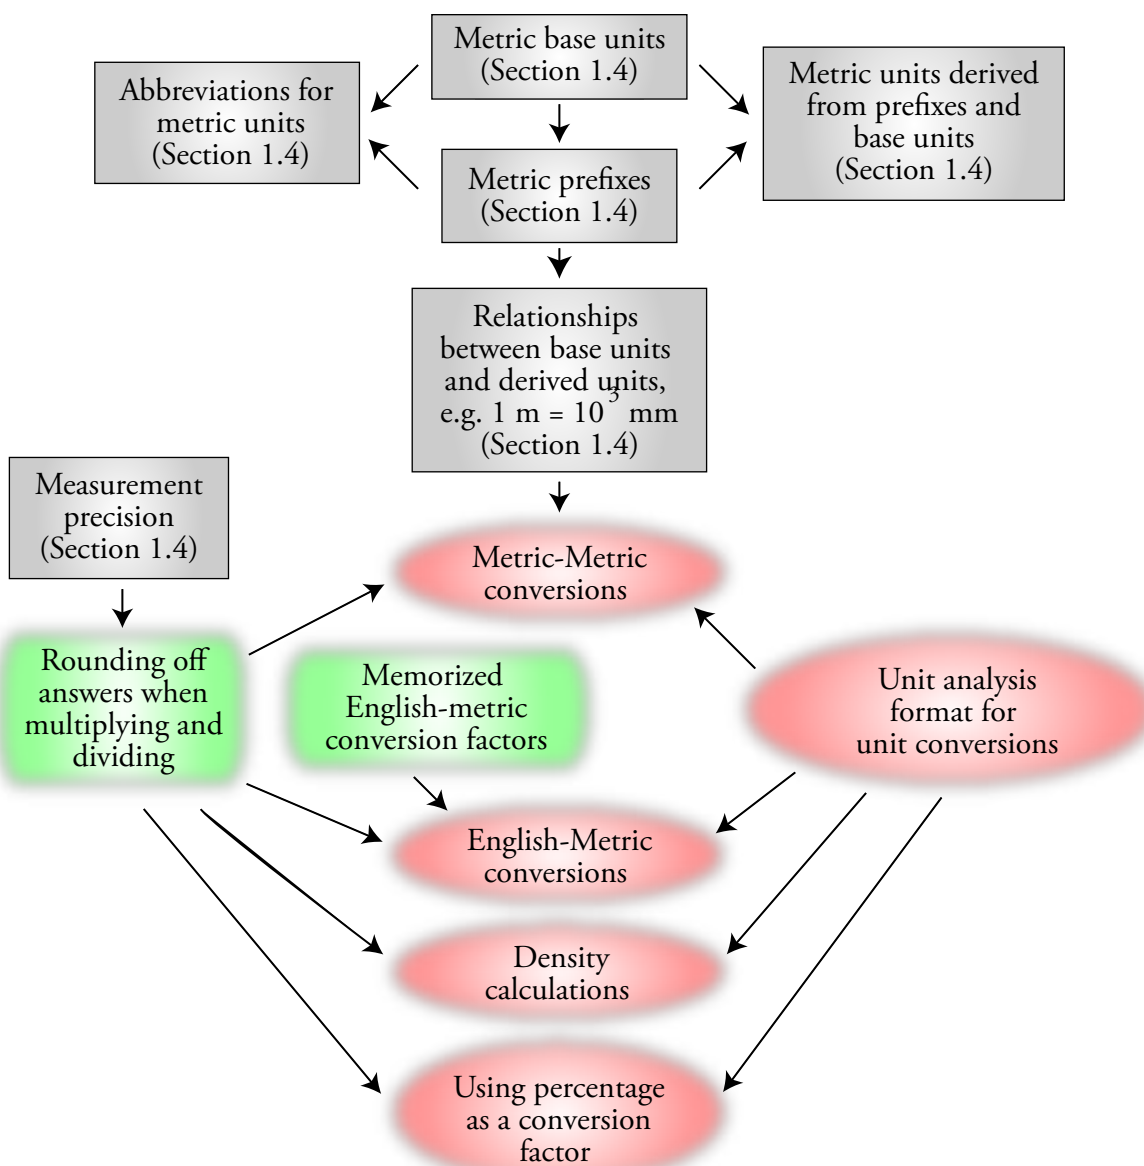 Metric base units
(Section 1.4)
Abbreviations for
metric units
(Section 1.4)
Metric units derived
from prefixes and
base units
(Section 1.4)
Metric prefixes
(Section 1.4)
Relationships
between base units
and derived units,
e.g. 1 m = 10³ mm
(Section 1.4)
Measurement
precision
(Section 1.4)
Metric-Metric
conversions
Rounding off
answers when
multiplying and
dividing
Memorized
English-metric
conversion factors
Unit analysis
format for
unit conversions
English-Metric
conversions
Density
calculations
Using percentage
as a conversion
factor